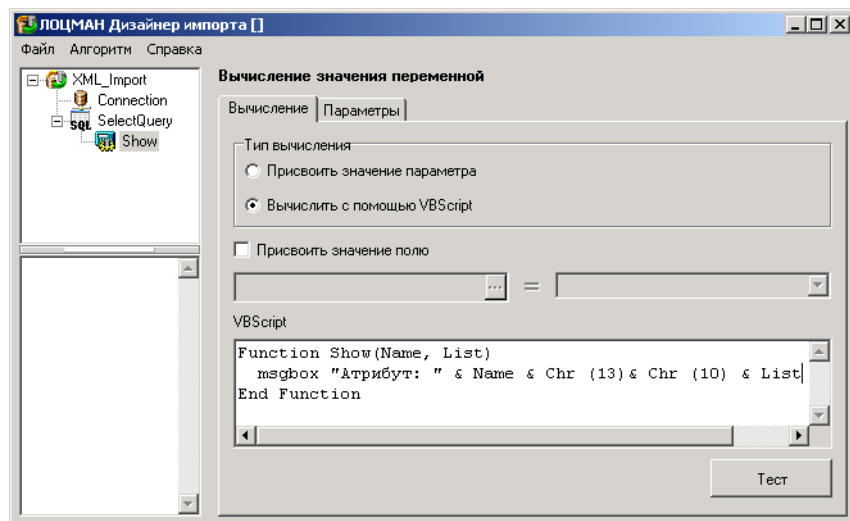 ЛОЦМАН Дизайнер импорта []
Файл Алгоритм Справка
XML_Import
Connection
SQL SelectQuery
Show
Вычисление значения переменной
Вычисление Параметры
Тип вычисления
Присвоить значение параметра
Вычислить с помощью VBScript
Присвоить значение полю
... =
VBScript
Function Show(Name, List)
msgbox "Атрибут: " & Name & Chr (13)& Chr (10) & List
End Function
Тест